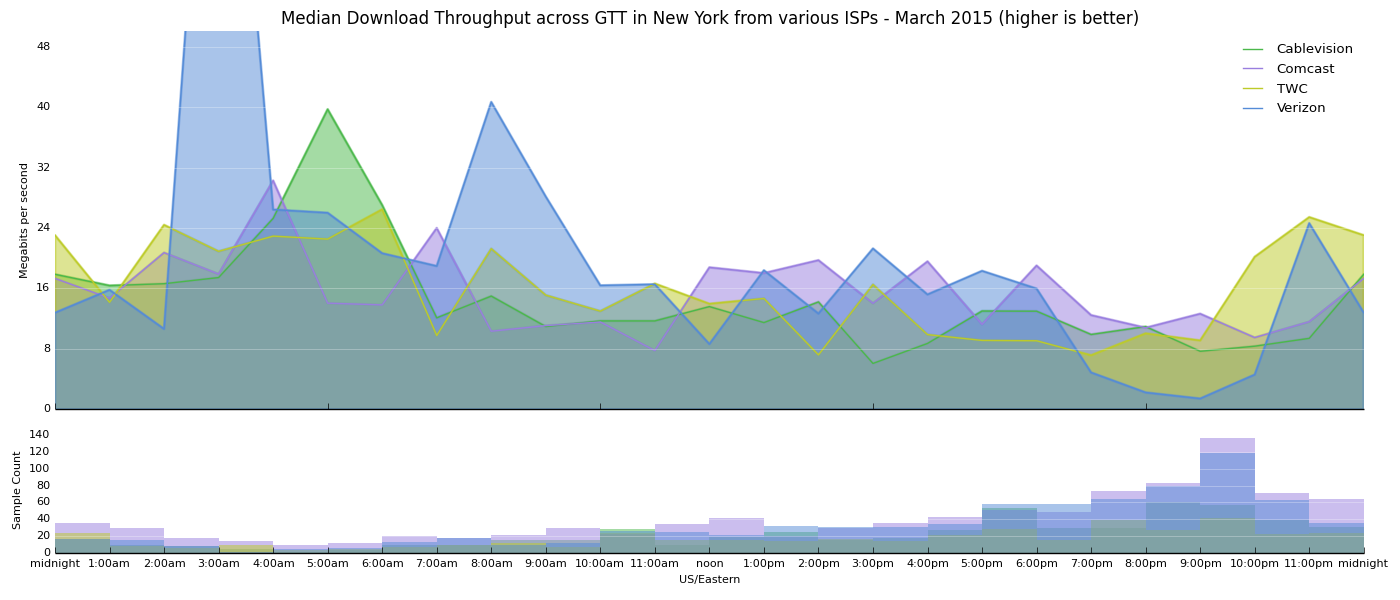 Median Download Throughput across GTT in New York from various ISPs - March 2015 (higher is better)
Cablevision
Comcast
TWC
Verizon
Megabits per second
48
40
32
24
16
8
0
Sample Count
140
120
100
80
60
40
20
0
midnight 1:00am 2:00am 3:00am 4:00am 5:00am 6:00am 7:00am 8:00am 9:00am 10:00am 11:00am noon 1:00pm 2:00pm 3:00pm 4:00pm 5:00pm 6:00pm 7:00pm 8:00pm 9:00pm 10:00pm 11:00pm midnight
US/Eastern